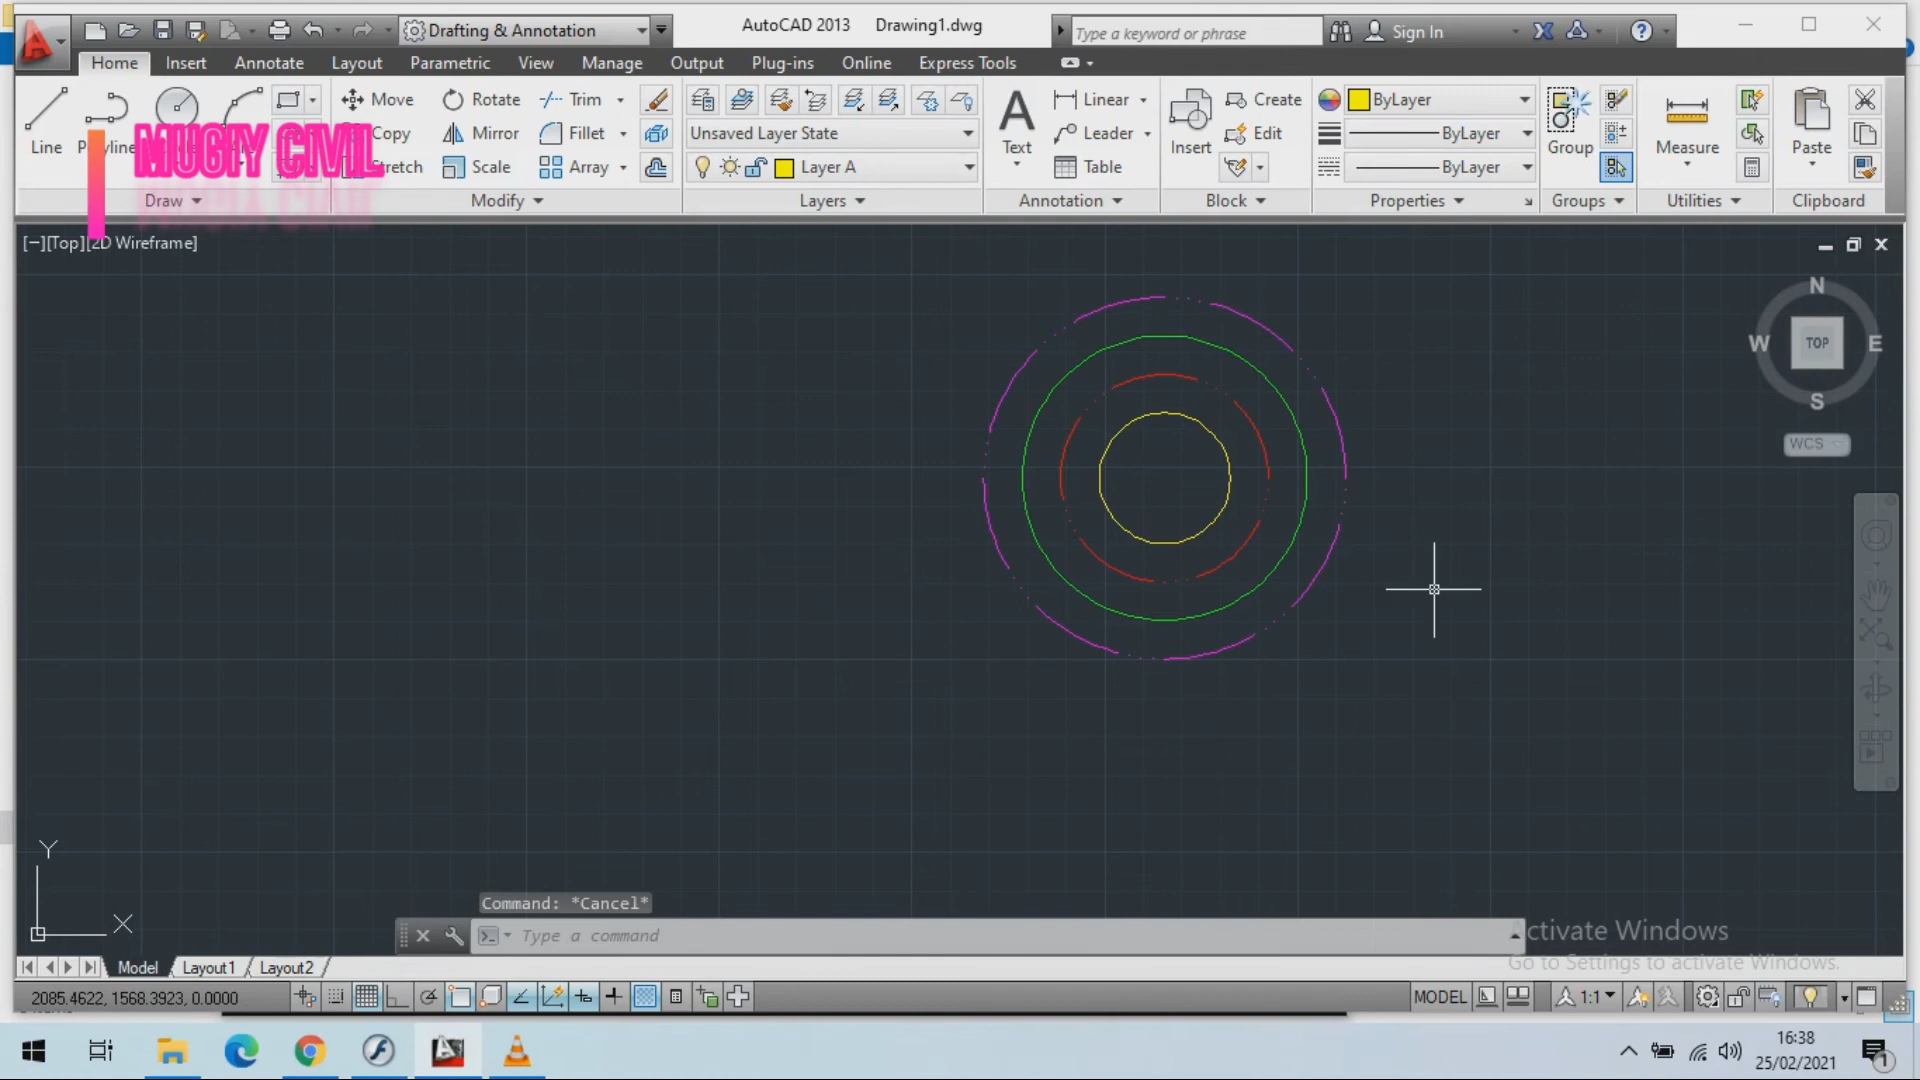 Drafting & Annotation
AutoCAD 2013 Drawing1.dwg
Type a keyword or phrase
Sign In
Home Insert Annotate Layout Parametric View Manage Output Plug-ins Online Express Tools
Move Rotate Trim
Copy Mirror Fillet
Stretch Scale Array
Line Polyline
MUGIY CIVIL
Unsaved Layer State
Layer A
Text
Linear
Leader
Table
Insert
Create
Edit
ByLayer
ByLayer
ByLayer
Group
Measure
Paste
Draw Modify Layers Annotation Block Properties Groups Utilities Clipboard
[−][Top][2D Wireframe]
N
W TOP E
S
WCS
Y
X
Command: *Cancel*
Type a command
Activate Windows
Go to Settings to activate Windows.
Model Layout1 Layout2
2085.4622, 1568.3923, 0.0000
MODEL
1:1
16:38
25/02/2021
1